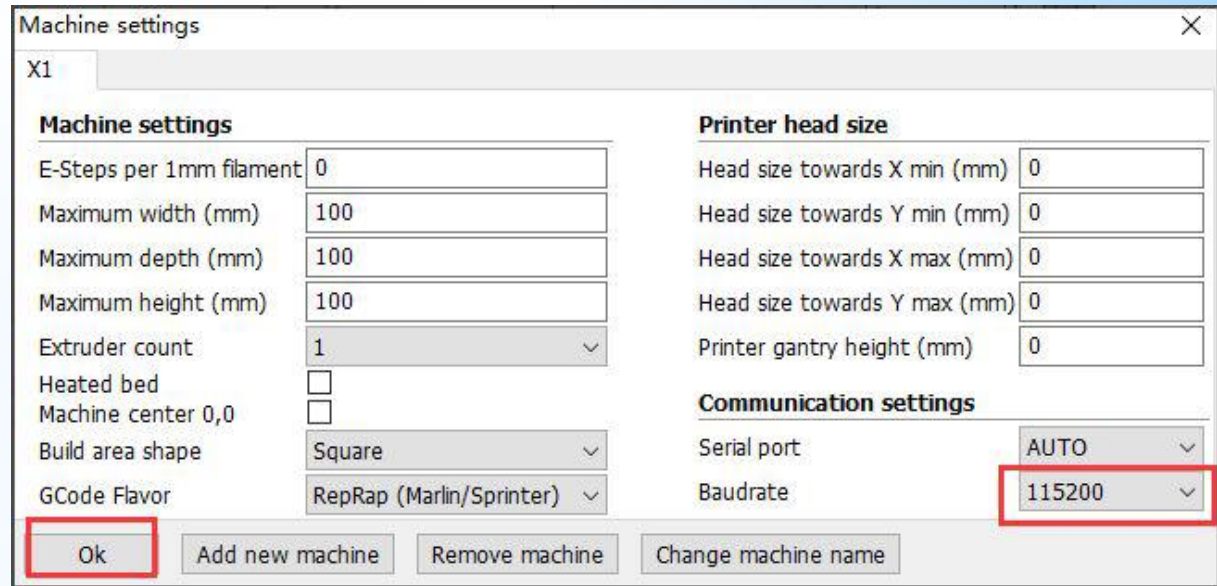 Machine settings
X1
Machine settings
E-Steps per 1mm filament 0
Maximum width (mm) 100
Maximum depth (mm) 100
Maximum height (mm) 100
Extruder count 1
Heated bed
Machine center 0,0
Build area shape Square
GCode Flavor RepRap (Marlin/Sprinter)
Printer head size
Head size towards X min (mm) 0
Head size towards Y min (mm) 0
Head size towards X max (mm) 0
Head size towards Y max (mm) 0
Printer gantry height (mm) 0
Communication settings
Serial port AUTO
Baudrate 115200
Ok Add new machine Remove machine Change machine name